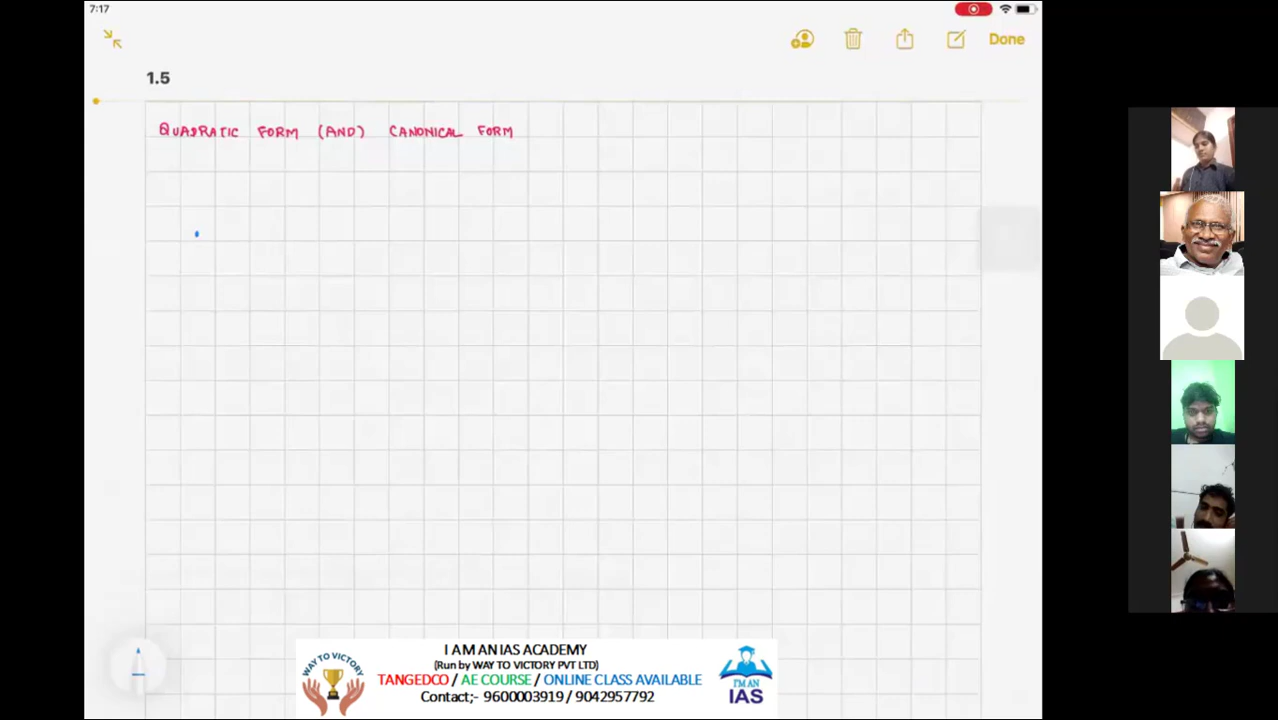 7:17
Done
1.5
QUADRATIC FORM (AND) CANONICAL FORM
WAY TO VICTORY
I A M AN IAS ACADEMY
(Run by WAY TO VICTORY PVT LTD)
TANGEDCO / AE COURSE / ONLINE CLASS AVAILABLE
Contact;- 9600003919 / 9042957792
I'M AN
IAS